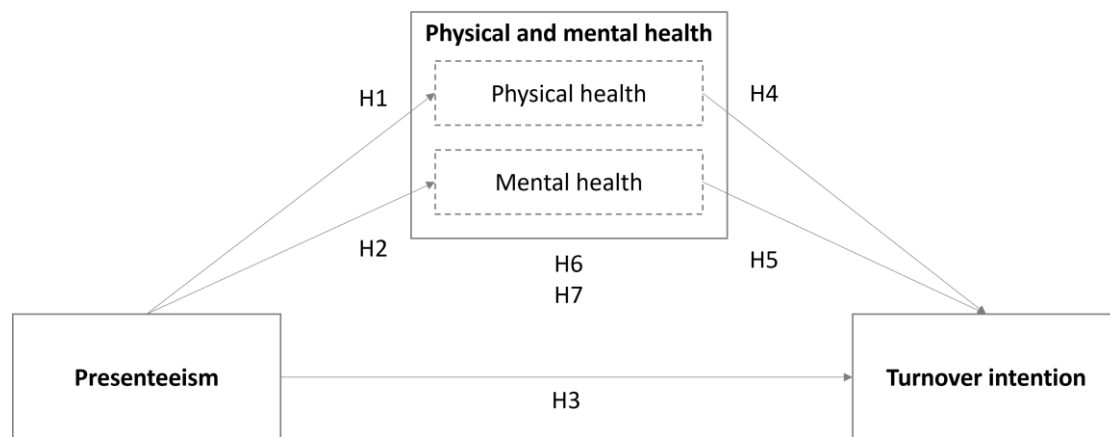 Physical and mental health
Physical health
Mental health
H1
H4
H2
H5
H6
H7
Presenteeism
Turnover intention
H3